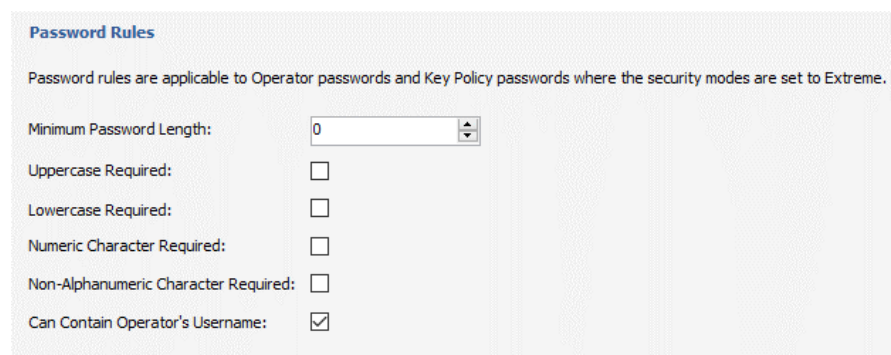 Password Rules
Password rules are applicable to Operator passwords and Key Policy passwords where the security modes are set to Extreme.
Minimum Password Length: 0
Uppercase Required:
Lowercase Required:
Numeric Character Required:
Non-Alphanumeric Character Required:
Can Contain Operator's Username: